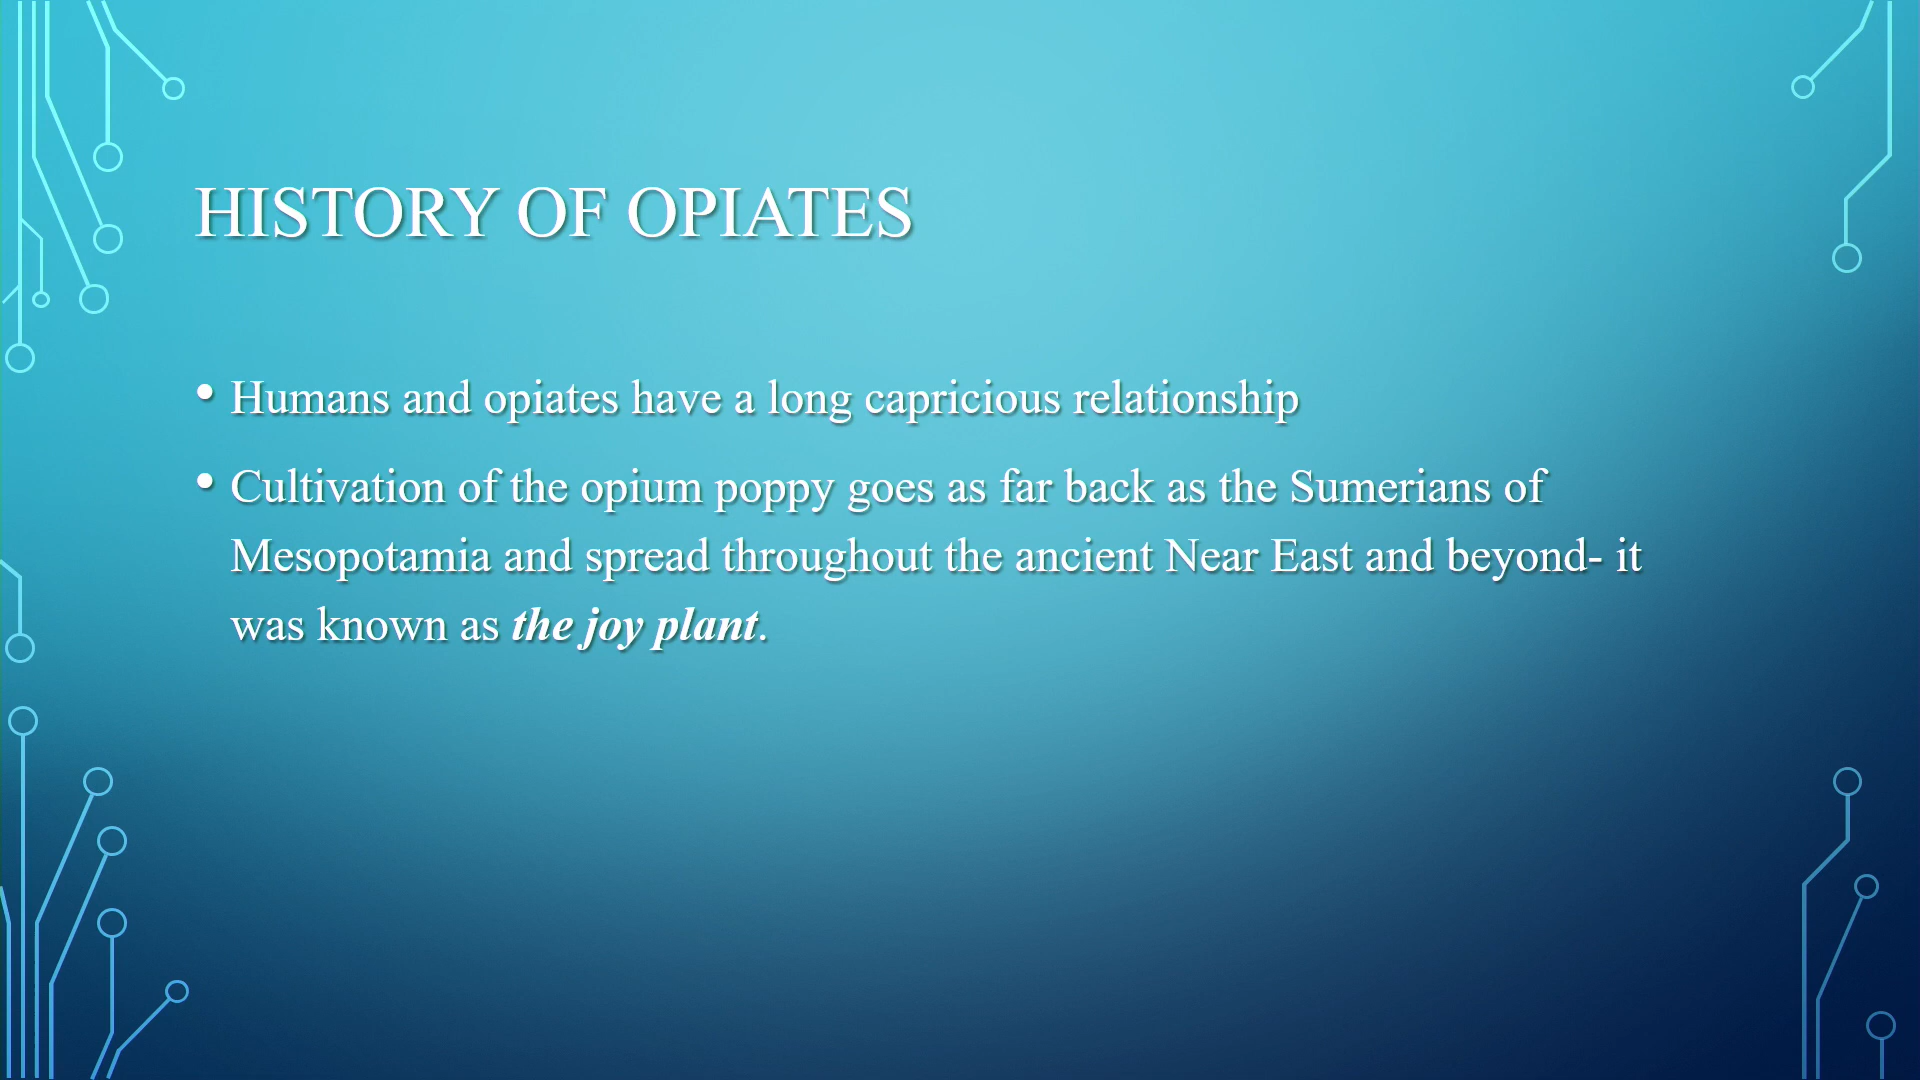 HISTORY OF OPIATES
• Humans and opiates have a long capricious relationship
• Cultivation of the opium poppy goes as far back as the Sumerians of
Mesopotamia and spread throughout the ancient Near East and beyond- it
was known as the joy plant.